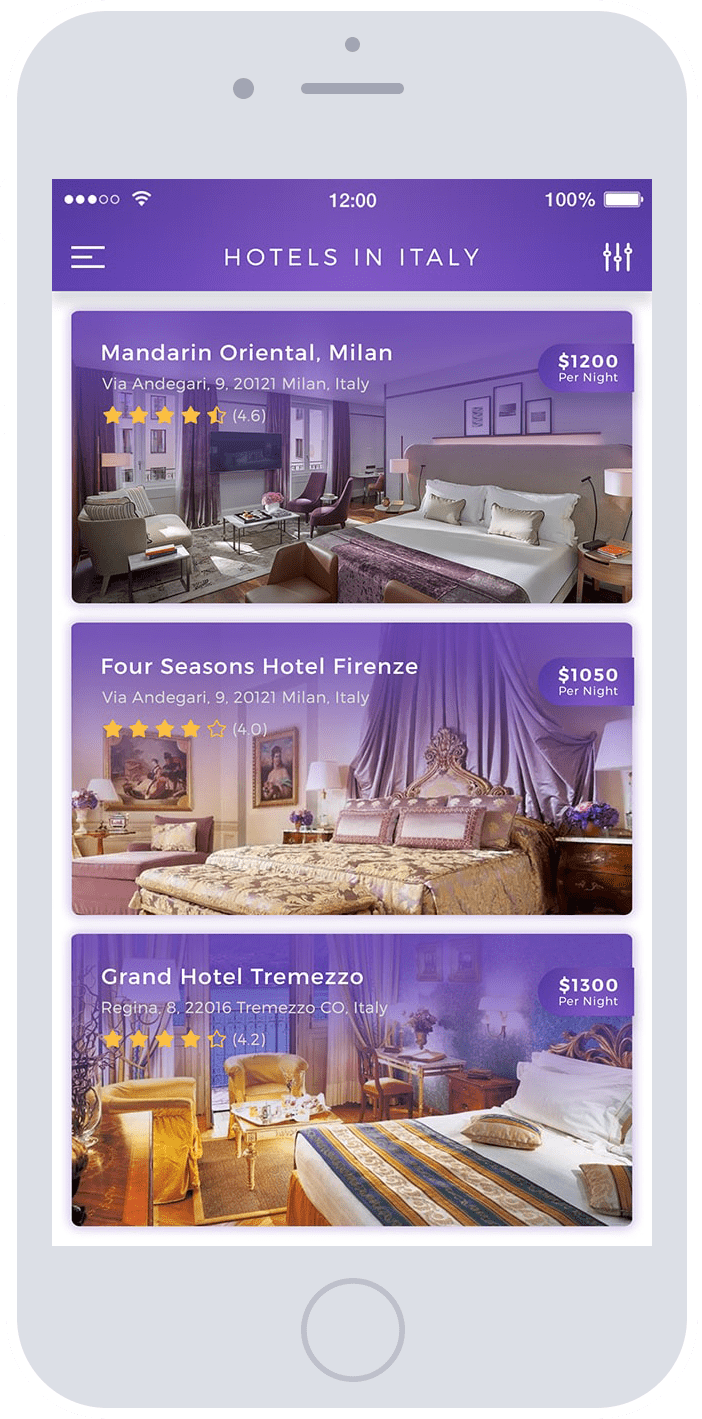 12:00
100%
HOTELS IN ITALY
Mandarin Oriental, Milan
$1200
Per Night
Via Andegari, 9, 20121 Milan, Italy
(4.6)
Four Seasons Hotel Firenze
$1050
Per Night
Via Andegari, 9, 20121 Milan, Italy
(4.0)
Grand Hotel Tremezzo
$1300
Per Night
Regina, 8, 22016 Tremezzo CO, Italy
(4.2)